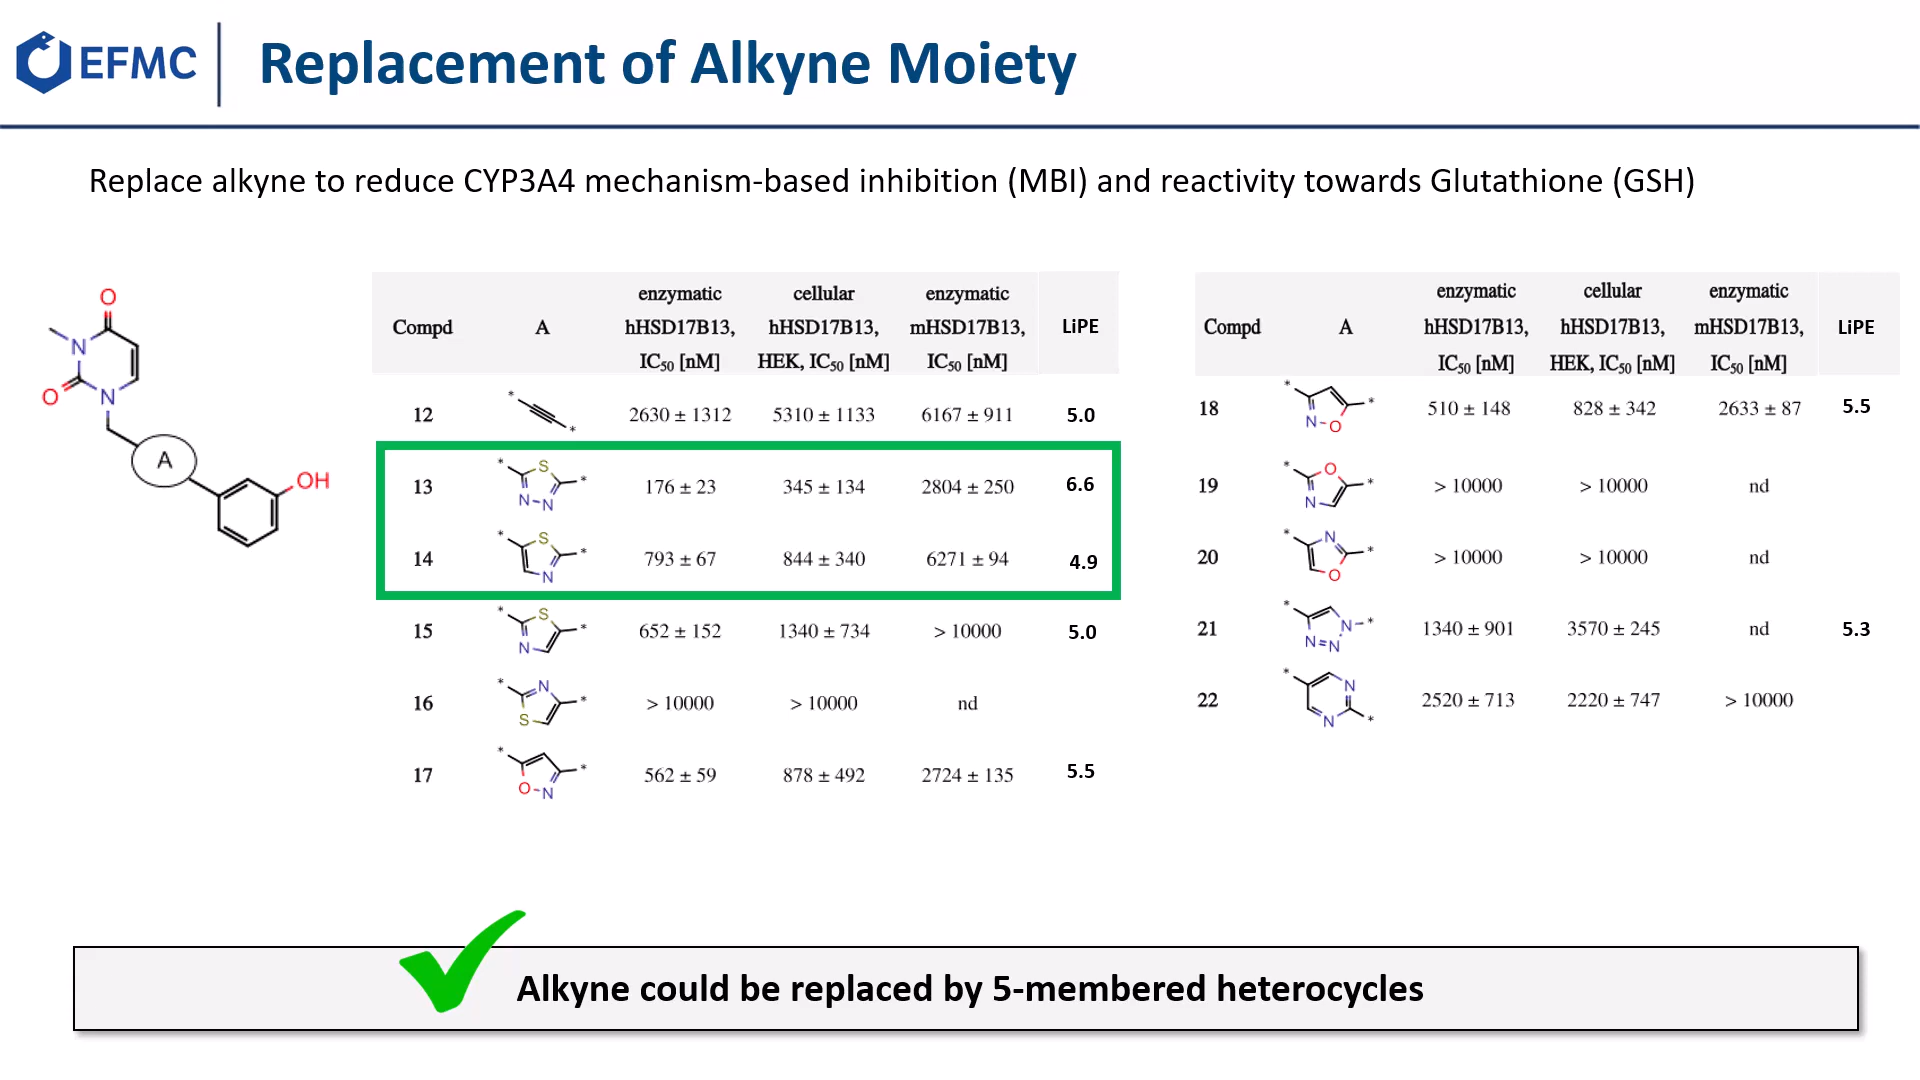 EFMC
Replacement of Alkyne Moiety
Replace alkyne to reduce CYP3A4 mechanism-based inhibition (MBI) and reactivity towards Glutathione (GSH)
O
N
O
N
A
OH
Compd A enzymatic hHSD17B13, IC50 [nM] cellular hHSD17B13, HEK, IC50 [nM] enzymatic mHSD17B13, IC50 [nM] LiPE
12 * * 2630 ± 1312 5310 ± 1133 6167 ± 911 5.0
13 * S * N N 176 ± 23 345 ± 134 2804 ± 250 6.6
14 * S * N 793 ± 67 844 ± 340 6271 ± 94 4.9
15 * S * N 652 ± 152 1340 ± 734 > 10000 5.0
16 * N * S > 10000 > 10000 nd
17 * * O N 562 ± 59 878 ± 492 2724 ± 135 5.5
Compd A enzymatic hHSD17B13, IC50 [nM] cellular hHSD17B13, HEK, IC50 [nM] enzymatic mHSD17B13, IC50 [nM] LiPE
18 * * N O 510 ± 148 828 ± 342 2633 ± 87 5.5
19 * O * N > 10000 > 10000 nd
20 * N * O > 10000 > 10000 nd
21 * N * N=N 1340 ± 901 3570 ± 245 nd 5.3
22 * N N * 2520 ± 713 2220 ± 747 > 10000
Alkyne could be replaced by 5-membered heterocycles